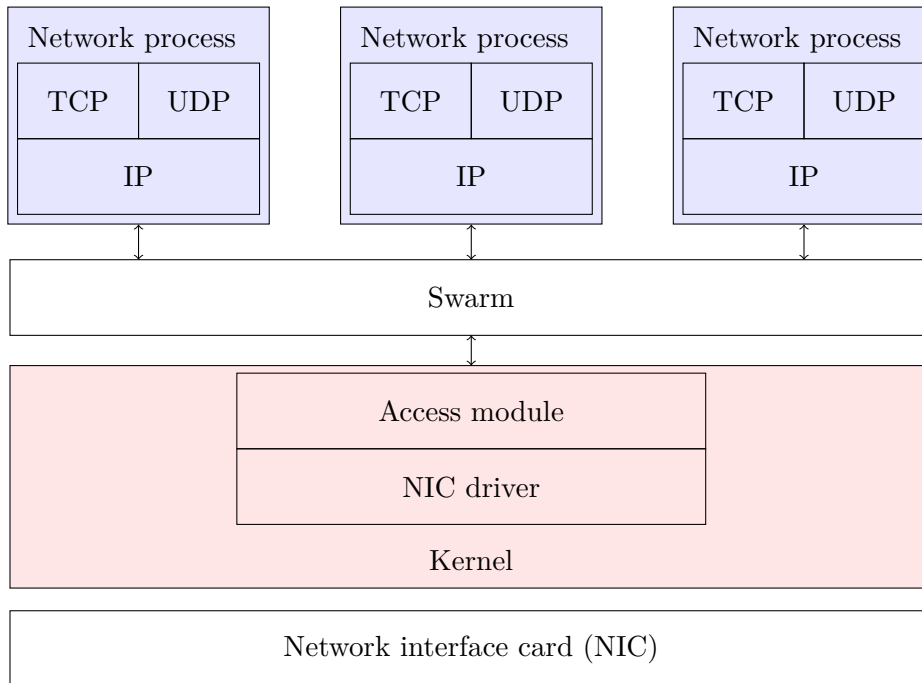 Network process
Network process
Network process
TCP
UDP
TCP
UDP
TCP
UDP
IP
IP
IP
Swarm
Access module
NIC driver
Kernel
Network interface card (NIC)